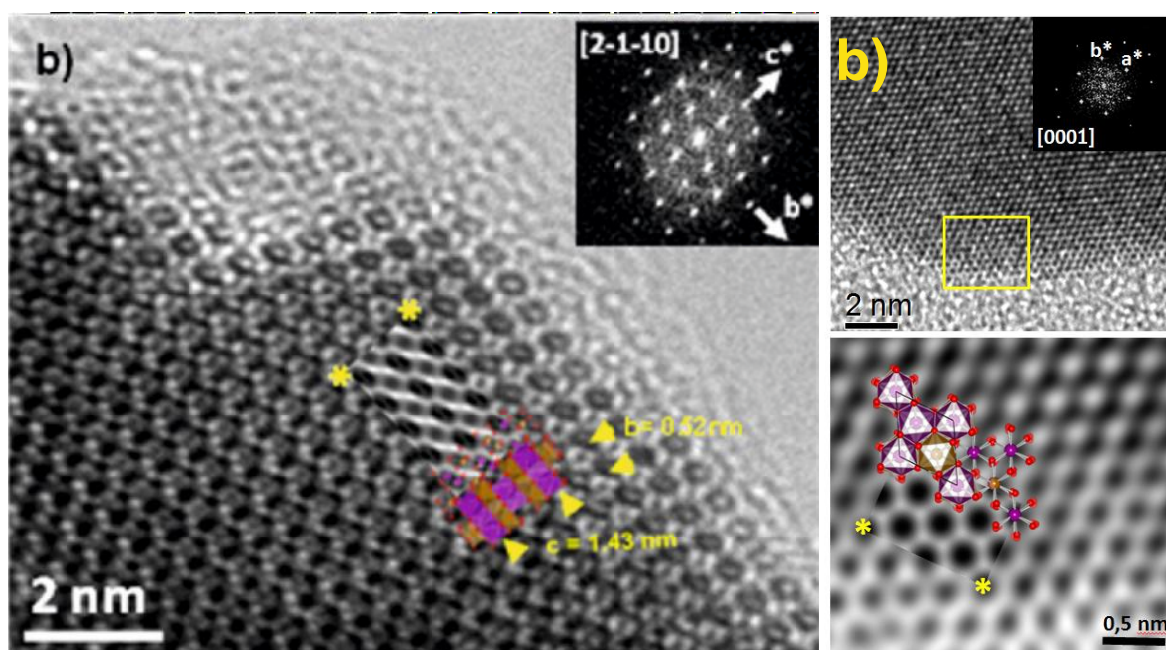 b)
[2-1-10]
c*
b*
b= 0.52nm
c = 1.43 nm
2 nm
b)
b*
a*
[0001]
2 nm
0,5 nm